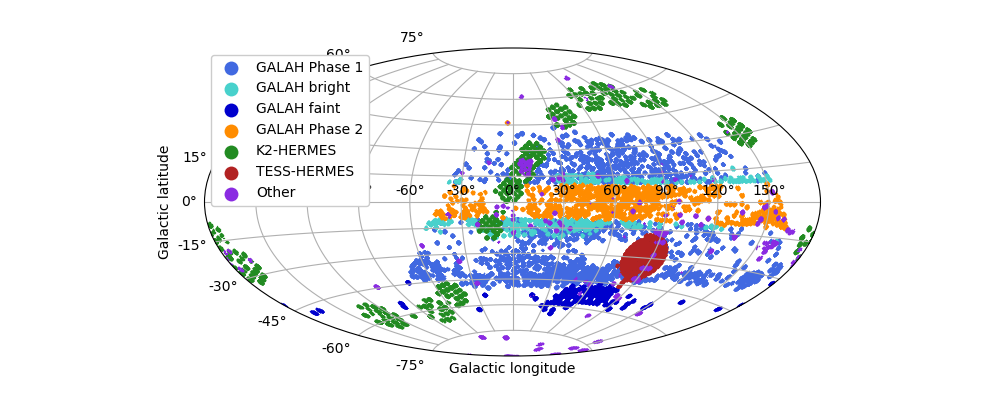 75°
60°
GALAH Phase 1
GALAH bright
GALAH faint
GALAH Phase 2
K2-HERMES
TESS-HERMES
Other
Galactic latitude
15°
0°
-15°
-30°
-45°
-60°
-75°
-60° -30° 0° 30° 60° 90° 120° 150°
Galactic longitude